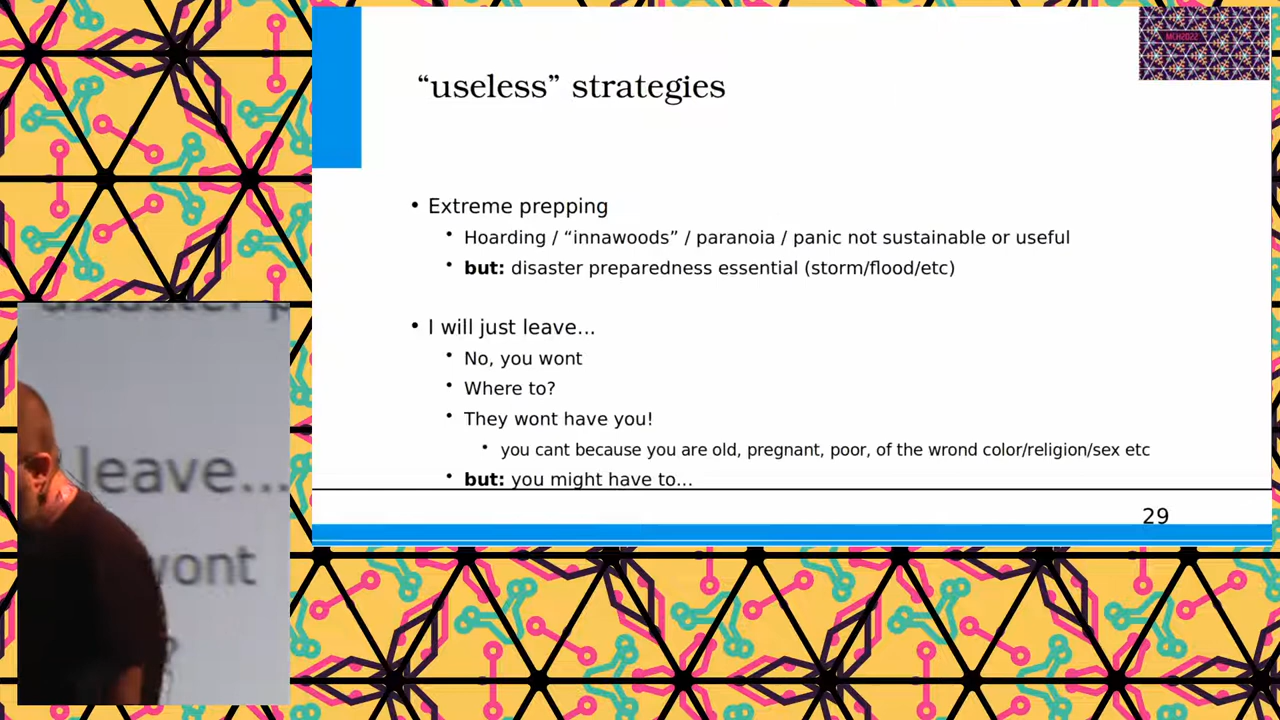 MCH2022
“useless” strategies
• Extreme prepping
• Hoarding / “innawoods” / paranoia / panic not sustainable or useful
• but: disaster preparedness essential (storm/flood/etc)
• I will just leave...
• No, you wont
• Where to?
• They wont have you!
• you cant because you are old, pregnant, poor, of the wrond color/religion/sex etc
• but: you might have to...
29
disaster p
leave...
wont
?